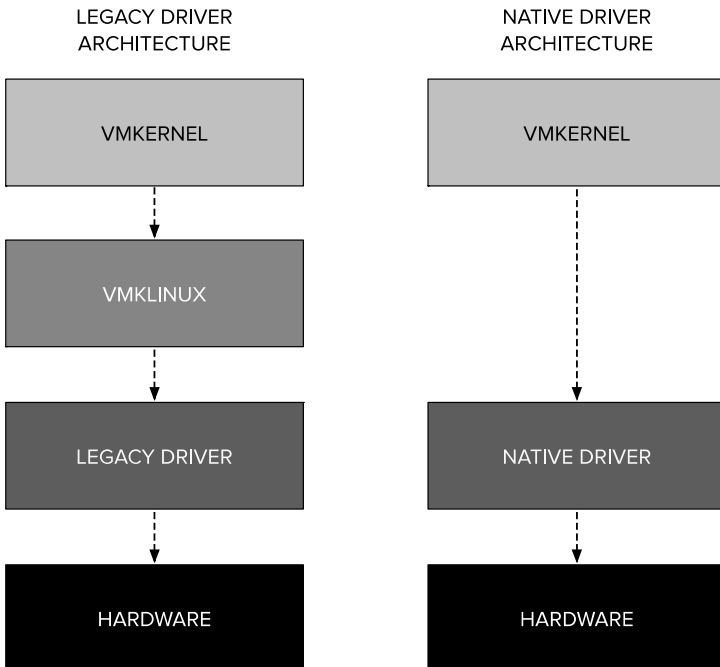 LEGACY DRIVER
ARCHITECTURE
VMKERNEL
VMKLINUX
LEGACY DRIVER
HARDWARE
NATIVE DRIVER
ARCHITECTURE
VMKERNEL
NATIVE DRIVER
HARDWARE